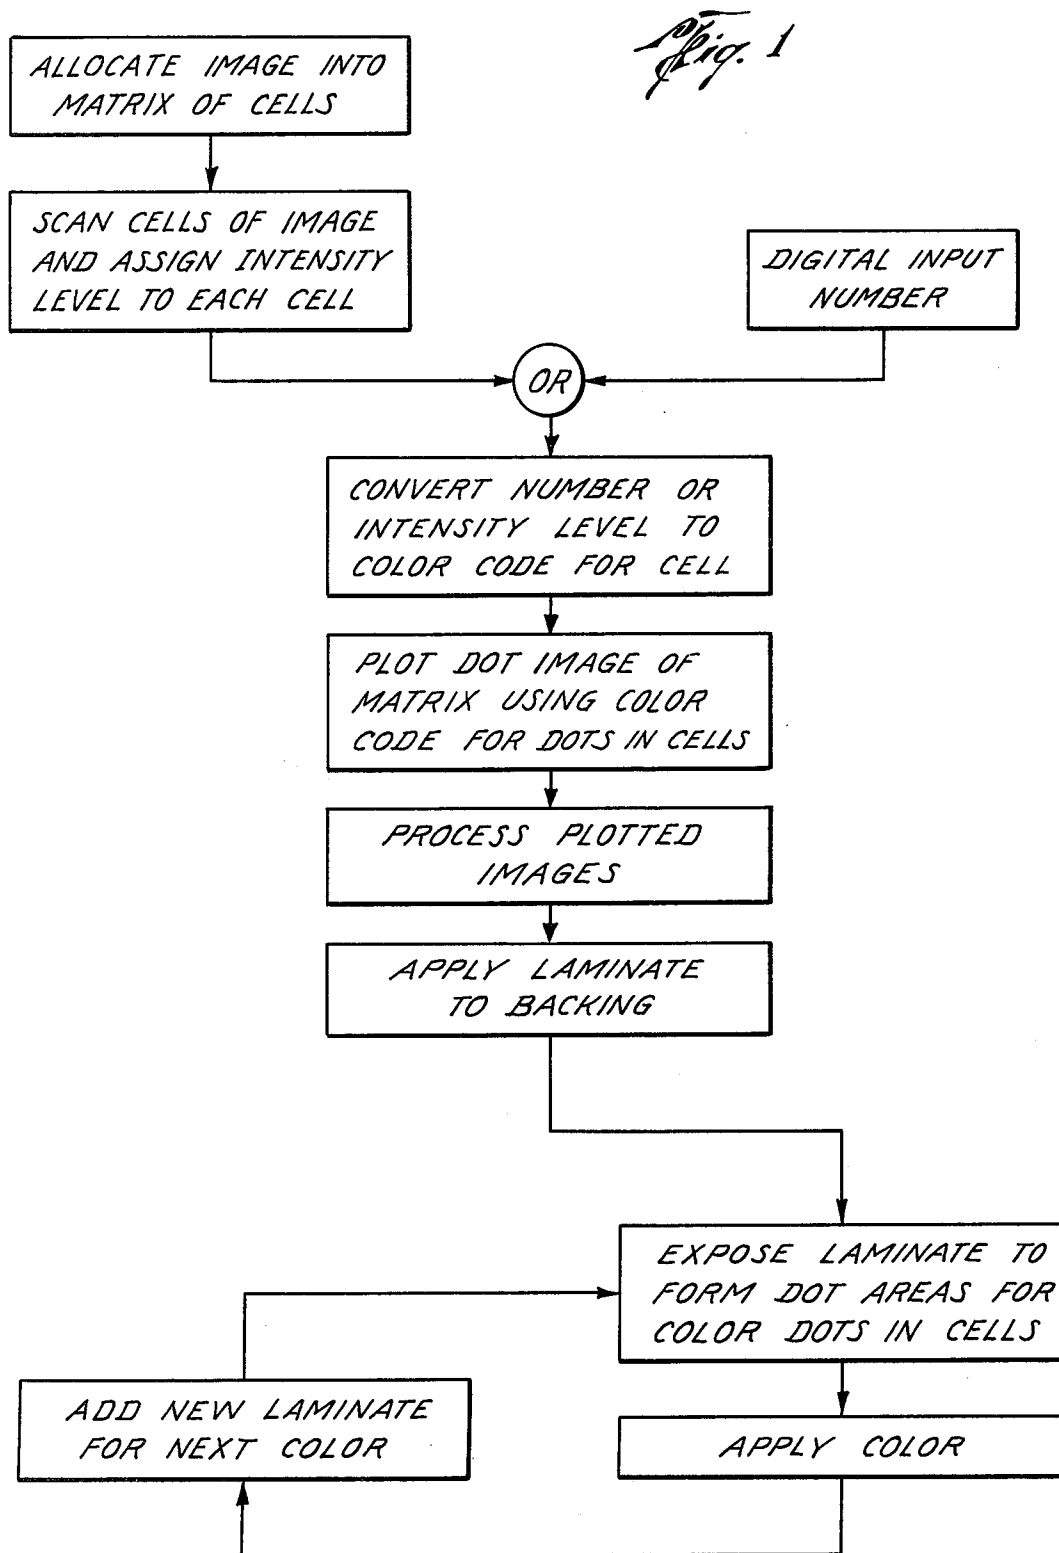 Fig. 1
ALLOCATE IMAGE INTO
MATRIX OF CELLS
SCAN CELLS OF IMAGE
AND ASSIGN INTENSITY
LEVEL TO EACH CELL
DIGITAL INPUT
NUMBER
OR
CONVERT NUMBER OR
INTENSITY LEVEL TO
COLOR CODE FOR CELL
PLOT DOT IMAGE OF
MATRIX USING COLOR
CODE FOR DOTS IN CELLS
PROCESS PLOTTED
IMAGES
APPLY LAMINATE
TO BACKING
EXPOSE LAMINATE TO
FORM DOT AREAS FOR
COLOR DOTS IN CELLS
ADD NEW LAMINATE
FOR NEXT COLOR
APPLY COLOR